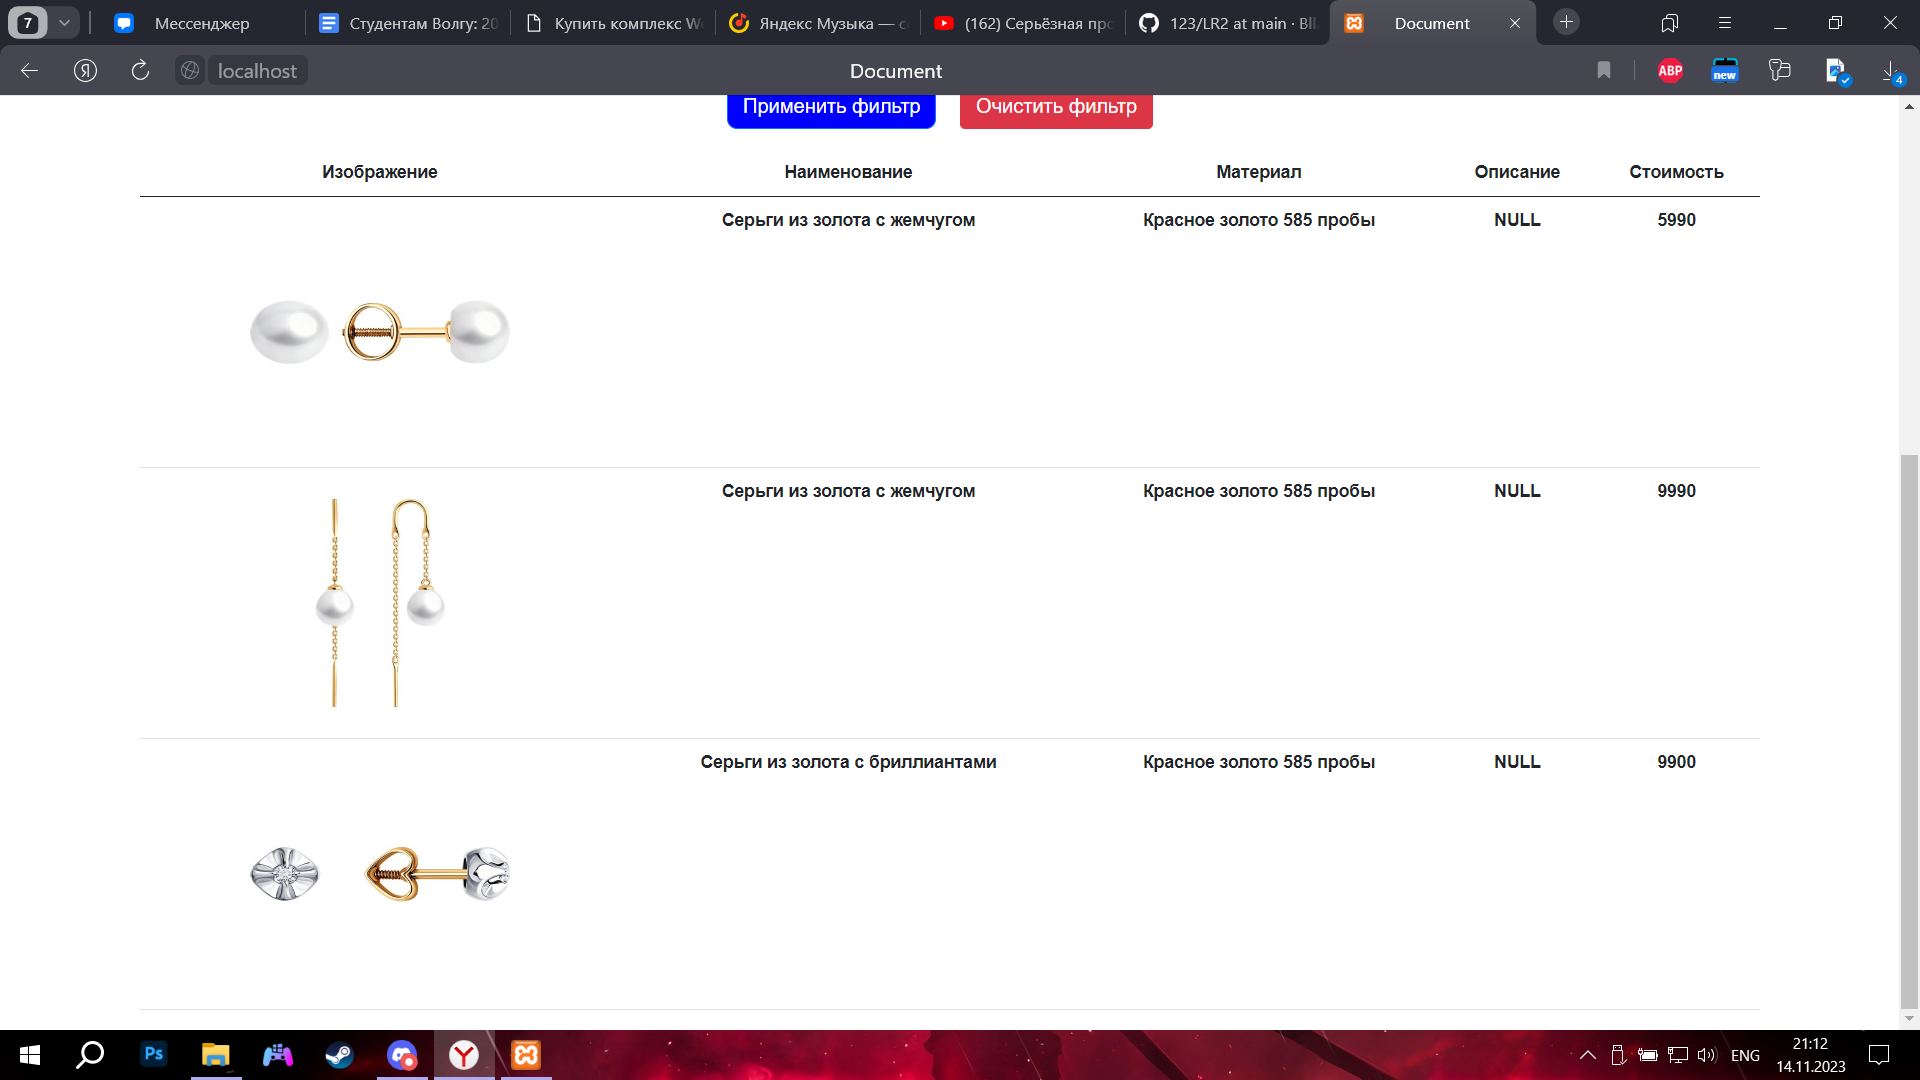 7
Мессенджер
Студентам Волгу: 20
Купить комплекс
Яндекс Музыка — с
(162) Серьёзная про
123/LR2 at main · Bll
Document
localhost
Document
ABP
new
4
Применить фильтр
Очистить фильтр
Изображение
Наименование
Материал
Описание
Стоимость
Серьги из золота с жемчугом
Красное золото 585 пробы
NULL
5990
Серьги из золота с жемчугом
Красное золото 585 пробы
NULL
9990
Серьги из золота с бриллиантами
Красное золото 585 пробы
NULL
9900
Ps
ENG
21:12
14.11.2023